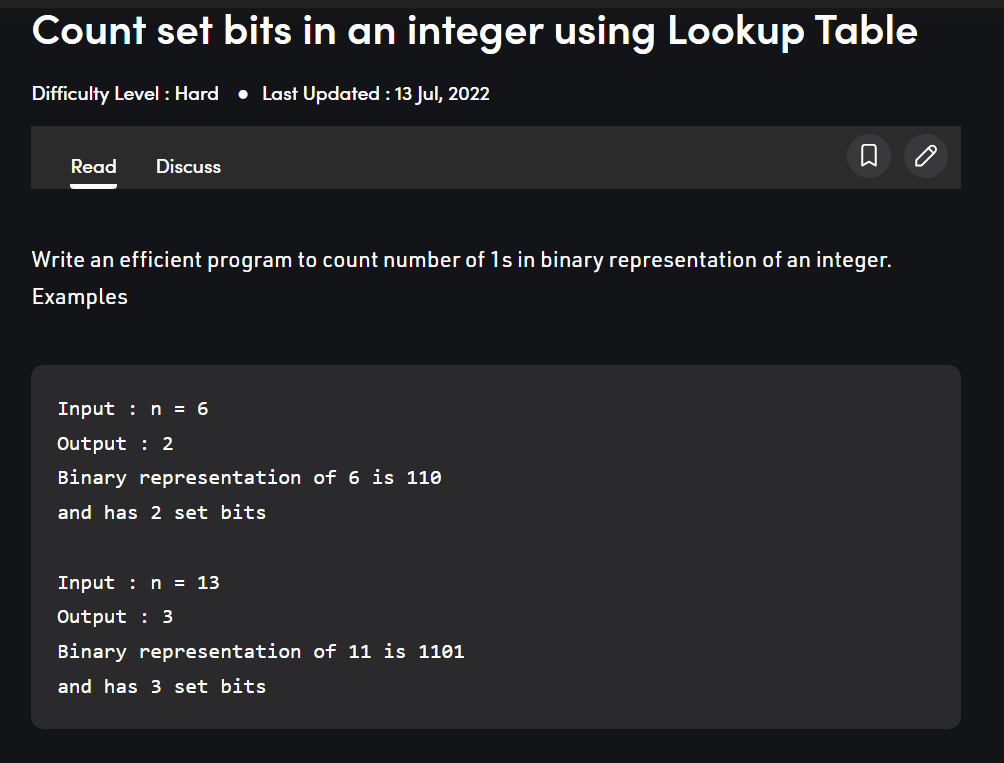 Count set bits in an integer using Lookup Table
Difficulty Level : Hard ● Last Updated : 13 Jul, 2022
Read Discuss
Write an efficient program to count number of 1s in binary representation of an integer.
Examples
Input : n = 6
Output : 2
Binary representation of 6 is 110
and has 2 set bits
Input : n = 13
Output : 3
Binary representation of 11 is 1101
and has 3 set bits